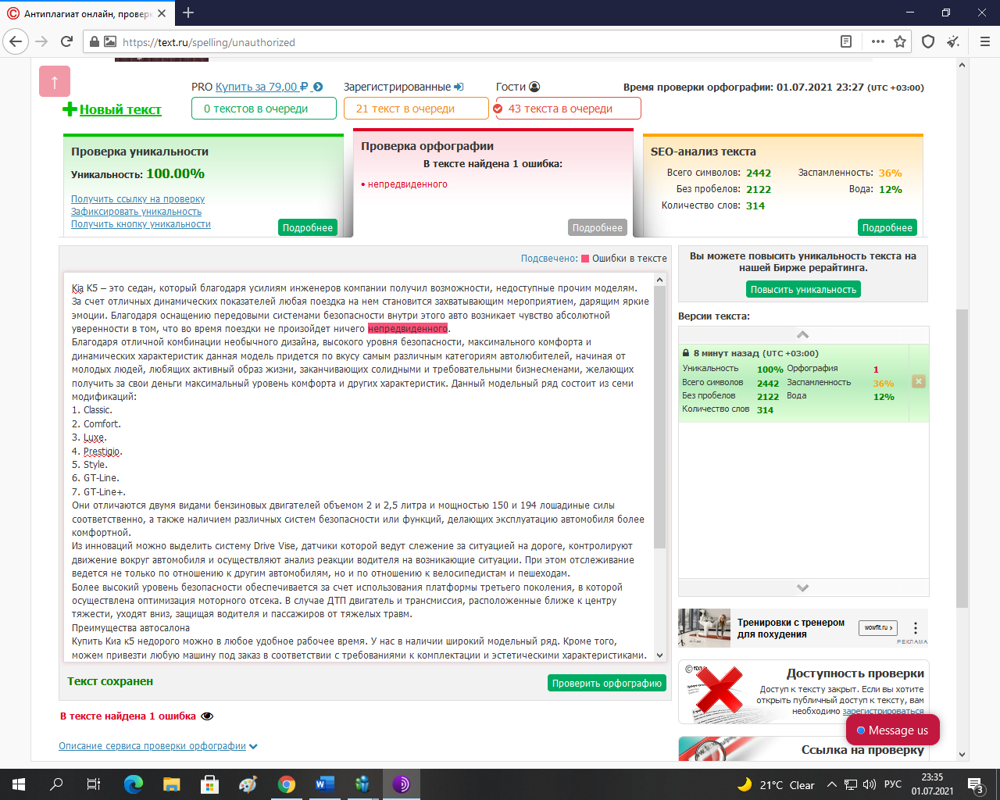 Антиплагиат онлайн, проверк
https://text.ru/spelling/unauthorized
PRO Купить за 79,00 ₽
Зарегистрированные
Гости
Время проверки орфографии: 01.07.2021 23:27 (UTC +03:00)
Новый текст
0 текстов в очереди
21 текст в очереди
43 текста в очереди
Проверка уникальности
Уникальность: 100.00%
Получить ссылку на проверку
Зафиксировать уникальность
Получить кнопку уникальности
Подробнее
Проверка орфографии
В тексте найдена 1 ошибка:
• непредвиденного
Подробнее
SEO-анализ текста
Всего символов: 2442
Заспамленность: 36%
Без пробелов: 2122
Вода: 12%
Количество слов: 314
Подробнее
Подсвечено: Ошибки в тексте
Kia K5 – это седан, который благодаря усилиям инженеров компании получил возможности, недоступные прочим моделям.
За счет отличных динамических показателей любая поездка на нем становится захватывающим мероприятием, дарящим яркие
эмоции. Благодаря оснащению передовыми системами безопасности внутри этого авто возникает чувство абсолютной
уверенности в том, что во время поездки не произойдет ничего непредвиденного.
Благодаря отличной комбинации необычного дизайна, высокого уровня безопасности, максимального комфорта и
динамических характеристик данная модель придется по вкусу самым различным категориям автолюбителей, начиная от
молодых людей, любящих активный образ жизни, заканчивающих солидными и требовательными бизнесменами, желающих
получить за свои деньги максимальный уровень комфорта и других характеристик. Данный модельный ряд состоит из семи
модификаций:
1. Classic.
2. Comfort.
3. Luxe.
4. Prestigio.
5. Style.
6. GT-Line.
7. GT-Line+.
Они отличаются двумя видами бензиновых двигателей объемом 2 и 2,5 литра и мощностью 150 и 194 лошадиные силы
соответственно, а также наличием различных систем безопасности или функций, делающих эксплуатацию автомобиля более
комфортной.
Из инноваций можно выделить систему Drive Vise, датчики которой ведут слежение за ситуацией на дороге, контролируют
движение вокруг автомобиля и осуществляют анализ реакции водителя на возникающие ситуации. При этом отслеживание
ведется не только по отношению к другим автомобилям, но и по отношению к велосипедистам и пешеходам.
Более высокий уровень безопасности обеспечивается за счет использования платформы третьего поколения, в которой
осуществлена оптимизация моторного отсека. В случае ДТП двигатель и трансмиссия, расположенные ближе к центру
тяжести, уходят вниз, защищая водителя и пассажиров от тяжелых травм.
Преимущества автосалона
Купить Киа к5 недорого можно в любое удобное рабочее время. У нас в наличии широкий модельный ряд. Кроме того,
можем привезти любую машину под заказ в соответствии с требованиями к комплектации и эстетическими характеристиками.
Текст сохранен
Проверить орфографию
В тексте найдена 1 ошибка
Описание сервиса проверки орфографии
Вы можете повысить уникальность текста на
нашей Бирже рерайтинга.
Повысить уникальность
Версии текста:
8 минут назад (UTC +03:00)
Уникальность 100% Орфография 1
Всего символов 2442 Заспамленность 36%
Без пробелов 2122 Вода 12%
Количество слов 314
Тренировки с тренером
для похудения
wowfit.ru ›
РЕКЛАМА
Доступность проверки
Доступ к тексту закрыт. Если вы хотите
открыть публичный доступ к тексту, вам
необходимо зарегистрироваться
Message us
Ссылка на проверку
21°C Clear
РУС
23:35
01.07.2021
3